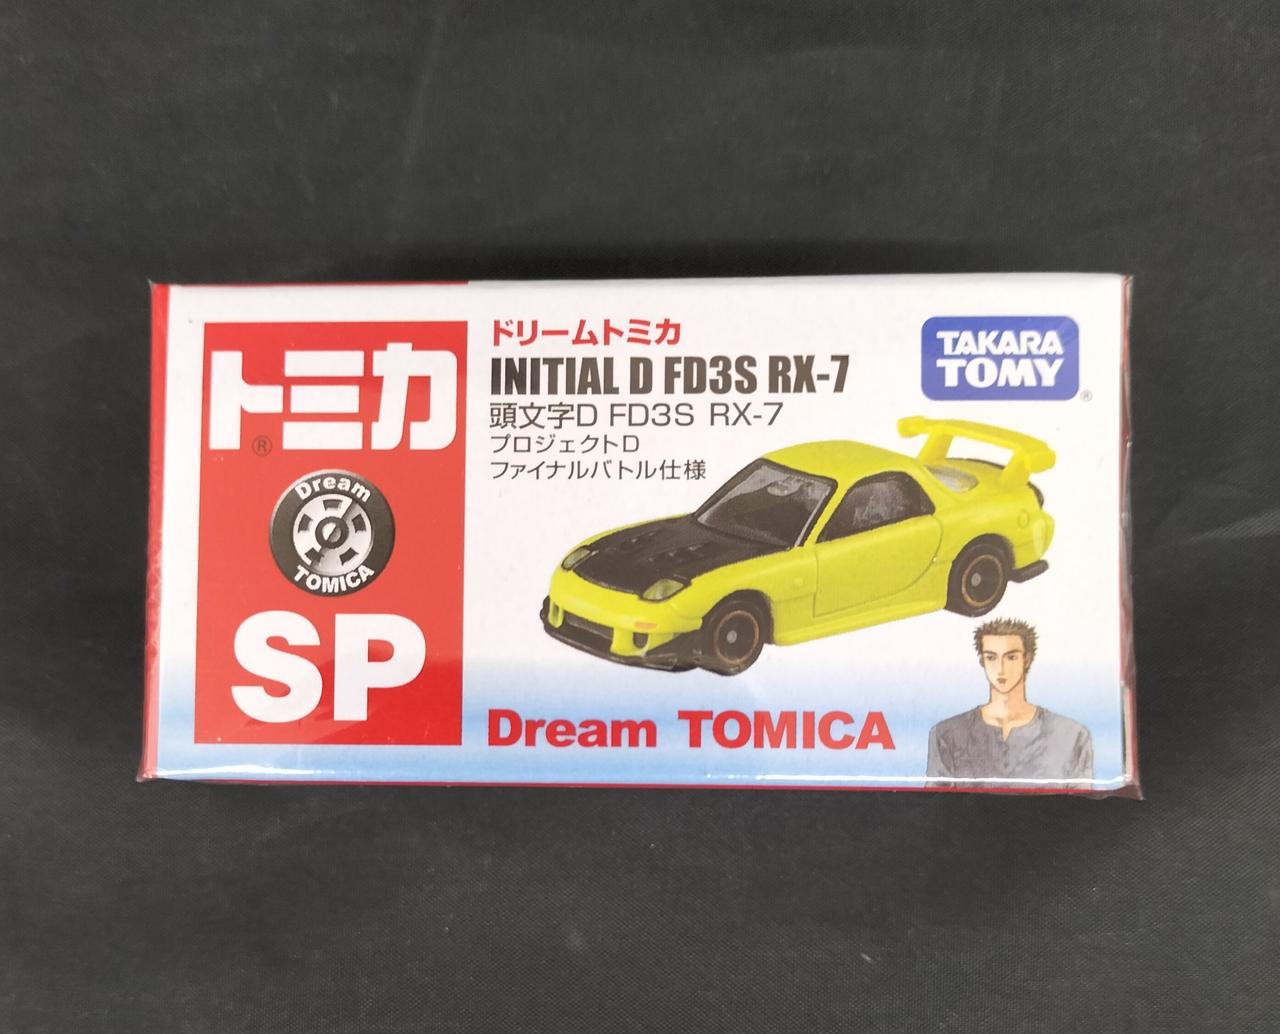 トミカ®
Dream
TOMICA
SP
ドリームトミカ
INITIAL D FD3S RX-7
頭文字D FD3S RX-7
プロジェクトD
ファイナルバトル仕様
TAKARA
TOMY®
Dream TOMICA